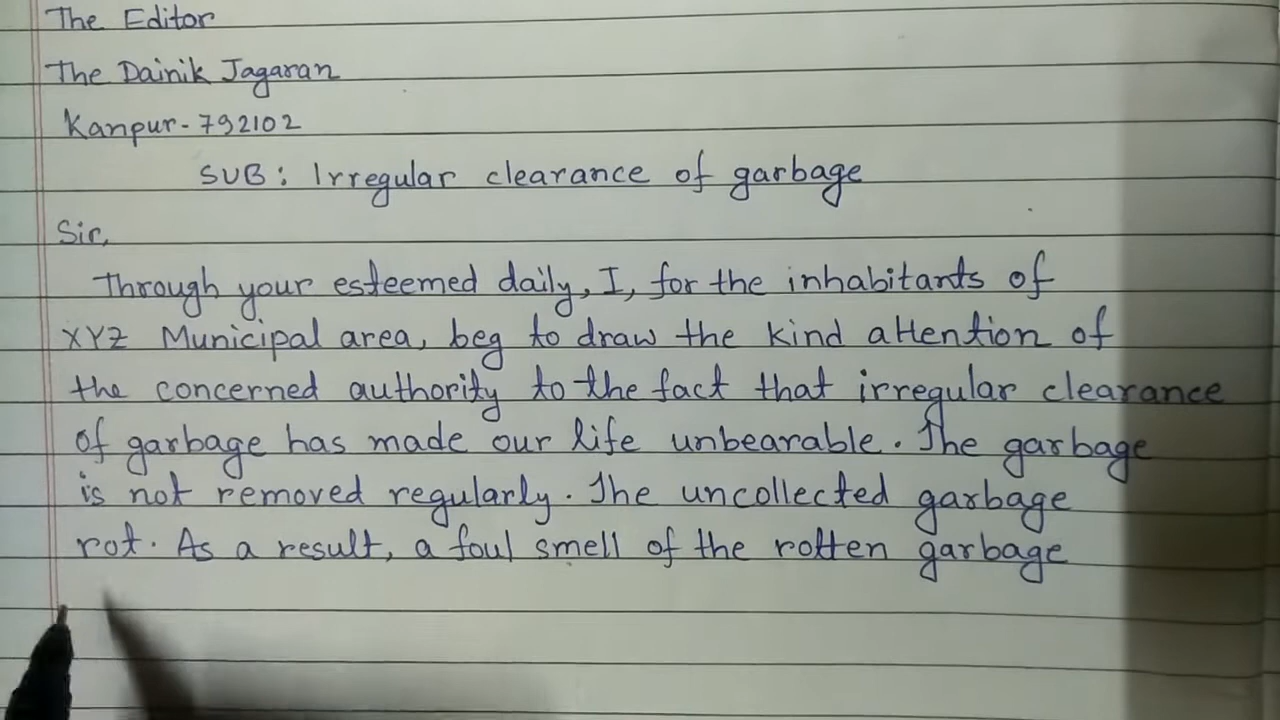 The Editor
The Dainik Jagaran
Kanpur-792102
SUB: Irregular clearance of garbage
Sir,
Through your esteemed daily, I, for the inhabitants of
XYZ Municipal area, beg to draw the kind attention of
the concerned authority to the fact that irregular clearance
of garbage has made our life unbearable. The garbage
is not removed regularly. The uncollected garbage
rot. As a result, a foul smell of the rotten garbage